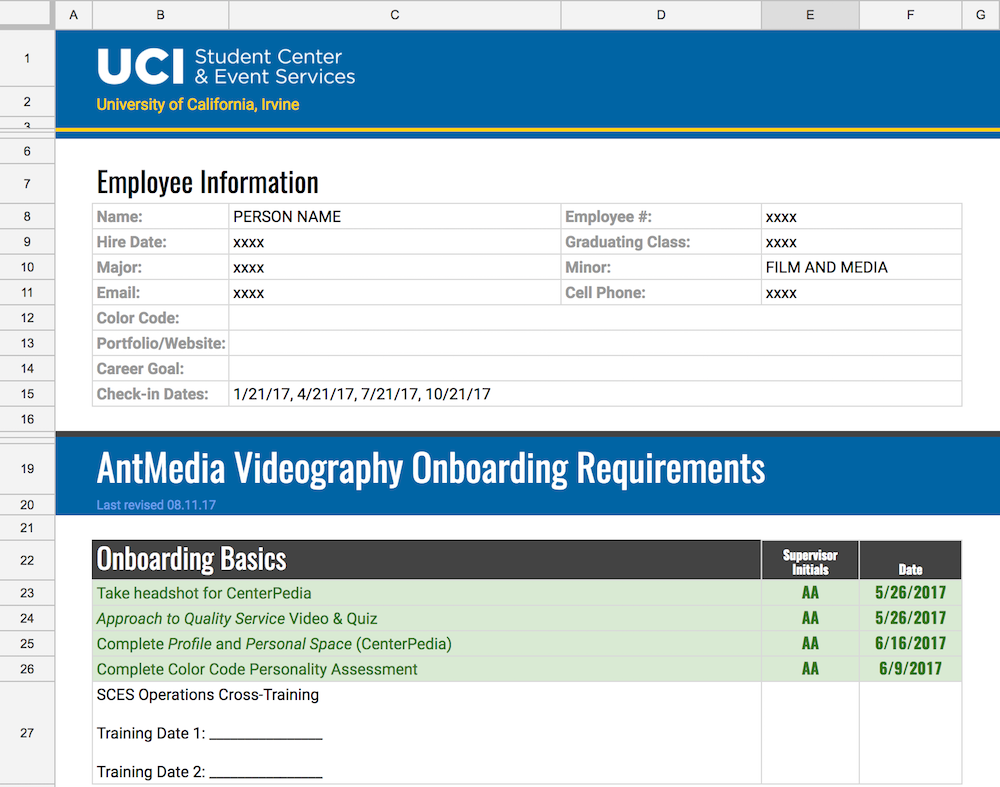 A B C D E F G
1 UCI Student Center
& Event Services
2 University of California, Irvine
3
6
7 Employee Information
8 Name: PERSON NAME Employee #: xxxx
9 Hire Date: xxxx Graduating Class: xxxx
10 Major: xxxx Minor: FILM AND MEDIA
11 Email: xxxx Cell Phone: xxxx
12 Color Code:
13 Portfolio/Website:
14 Career Goal:
15 Check-in Dates: 1/21/17, 4/21/17, 7/21/17, 10/21/17
16
19 AntMedia Videography Onboarding Requirements
20 Last revised 08.11.17
21
22 Onboarding Basics Supervisor Initials Date
23 Take headshot for CenterPedia AA 5/26/2017
24 Approach to Quality Service Video & Quiz AA 5/26/2017
25 Complete Profile and Personal Space (CenterPedia) AA 6/16/2017
26 Complete Color Code Personality Assessment AA 6/9/2017
SCES Operations Cross-Training
27 Training Date 1: ______________
Training Date 2: ______________